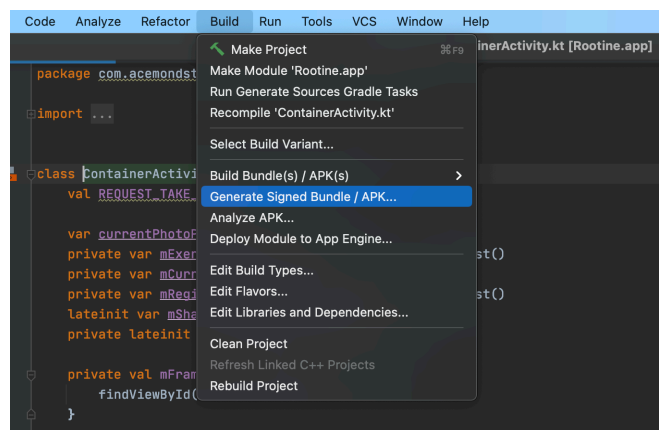 Code Analyze Refactor Build Run Tools VCS Window Help
inerActivity.kt [Rootine.app]
Make Project ⌘F9
package com.acemondst
Make Module 'Rootine.app'
Run Generate Sources Gradle Tasks
import ...
Recompile 'ContainerActivity.kt'
Select Build Variant...
class ContainerActivi
Build Bundle(s) / APK(s)
val REQUEST_TAKE_
Generate Signed Bundle / APK...
Analyze APK...
var currentPhotoP
Deploy Module to App Engine...
private var mExer
st()
private var mCurr
Edit Build Types...
private var mRegi
Edit Flavors...
st()
lateinit var mSha
Edit Libraries and Dependencies...
private lateinit
Clean Project
Refresh Linked C++ Projects
private val mFram
Rebuild Project
findViewById(
}